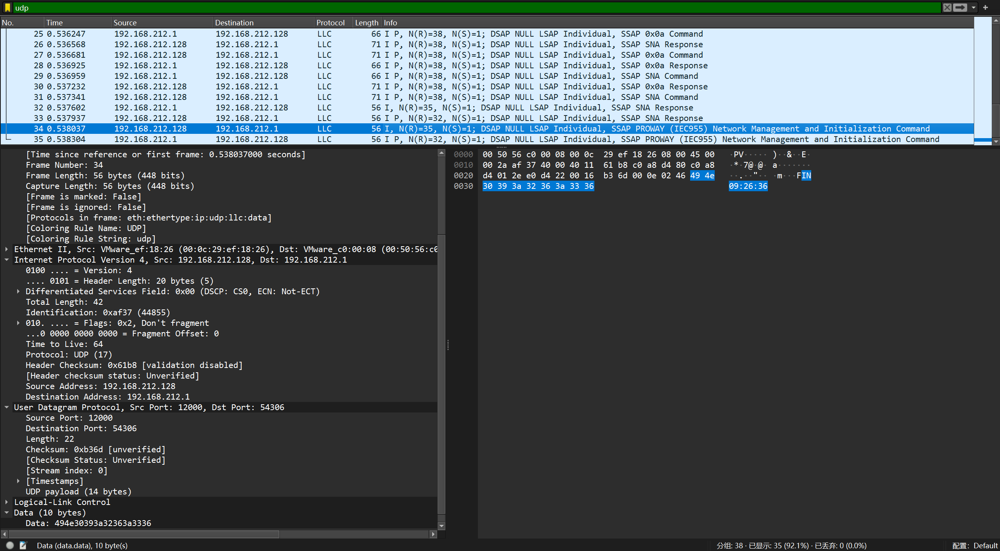 udp
No. Time Source Destination Protocol Length Info
25 0.536247 192.168.212.1 192.168.212.128 LLC 66 I P, N(R)=38, N(S)=1; DSAP NULL LSAP Individual, SSAP 0x0a Command
26 0.536568 192.168.212.128 192.168.212.1 LLC 71 I P, N(R)=38, N(S)=1; DSAP NULL LSAP Individual, SSAP SNA Response
27 0.536681 192.168.212.128 192.168.212.1 LLC 71 I P, N(R)=38, N(S)=1; DSAP NULL LSAP Individual, SSAP 0x0a Command
28 0.536925 192.168.212.1 192.168.212.128 LLC 66 I P, N(R)=38, N(S)=1; DSAP NULL LSAP Individual, SSAP 0x0a Response
29 0.536959 192.168.212.1 192.168.212.128 LLC 66 I P, N(R)=38, N(S)=1; DSAP NULL LSAP Individual, SSAP SNA Command
30 0.537232 192.168.212.128 192.168.212.1 LLC 71 I P, N(R)=38, N(S)=1; DSAP NULL LSAP Individual, SSAP 0x0a Response
31 0.537341 192.168.212.128 192.168.212.1 LLC 71 I P, N(R)=38, N(S)=1; DSAP NULL LSAP Individual, SSAP SNA Command
32 0.537602 192.168.212.1 192.168.212.128 LLC 56 I, N(R)=35, N(S)=1; DSAP NULL LSAP Individual, SSAP SNA Response
33 0.537937 192.168.212.128 192.168.212.1 LLC 56 I P, N(R)=32, N(S)=1; DSAP NULL LSAP Individual, SSAP SNA Response
34 0.538037 192.168.212.128 192.168.212.1 LLC 56 I, N(R)=35, N(S)=1; DSAP NULL LSAP Individual, SSAP PROWAY (IEC955) Network Management and Initialization Command
35 0.538304 192.168.212.1 192.168.212.128 LLC 56 I P, N(R)=32, N(S)=1; DSAP NULL LSAP Individual, SSAP PROWAY (IEC955) Network Management and Initialization Command
[Time since reference or first frame: 0.538037000 seconds]
Frame Number: 34
Frame Length: 56 bytes (448 bits)
Capture Length: 56 bytes (448 bits)
[Frame is marked: False]
[Frame is ignored: False]
[Protocols in frame: eth:ethertype:ip:udp:llc:data]
[Coloring Rule Name: UDP]
[Coloring Rule String: udp]
Ethernet II, Src: VMware_ef:18:26 (00:0c:29:ef:18:26), Dst: VMware_c0:00:08 (00:50:56:c0
Internet Protocol Version 4, Src: 192.168.212.128, Dst: 192.168.212.1
0100 .... = Version: 4
.... 0101 = Header Length: 20 bytes (5)
Differentiated Services Field: 0x00 (DSCP: CS0, ECN: Not-ECT)
Total Length: 42
Identification: 0xaf37 (44855)
010. .... = Flags: 0x2, Don't fragment
...0 0000 0000 0000 = Fragment Offset: 0
Time to Live: 64
Protocol: UDP (17)
Header Checksum: 0x61b8 [validation disabled]
[Header checksum status: Unverified]
Source Address: 192.168.212.128
Destination Address: 192.168.212.1
User Datagram Protocol, Src Port: 12000, Dst Port: 54306
Source Port: 12000
Destination Port: 54306
Length: 22
Checksum: 0xb36d [unverified]
[Checksum Status: Unverified]
[Stream index: 0]
[Timestamps]
UDP payload (14 bytes)
Logical-Link Control
Data (10 bytes)
Data: 494e30393a32363a3336
0000 00 50 56 c0 00 08 00 0c 29 ef 18 26 08 00 45 00 ·PV····· )··&··E·
0010 00 2a af 37 40 00 40 11 61 b8 c0 a8 d4 80 c0 a8 ·*·7@·@· a·······
0020 d4 01 2e e0 d4 22 00 16 b3 6d 00 0e 02 46 49 4e ··.··"·· ·m···FIN
0030 30 39 3a 32 36 3a 33 36 09:26:36
Data (data.data), 10 byte(s)
分组: 38 · 已显示: 35 (92.1%) · 已丢弃: 0 (0.0%)
配置: Default